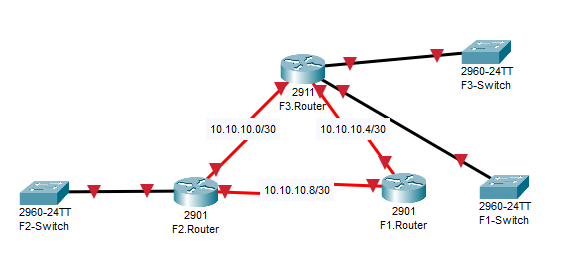 2960-24TT
F3-Switch
2911
F3.Router
10.10.10.0/30
10.10.10.4/30
10.10.10.8/30
2960-24TT
F2-Switch
2901
F2.Router
2901
F1.Router
2960-24TT
F1-Switch